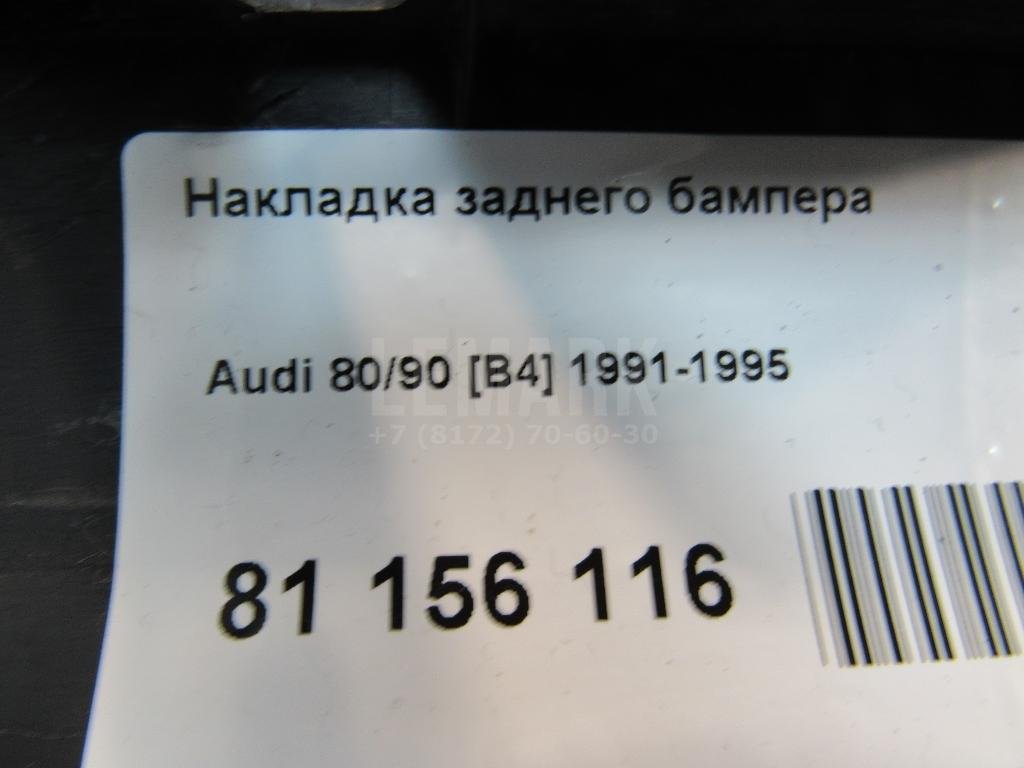 Накладка заднего бампера
LEMARK
Audi 80/90 [B4] 1991-1995
+7 (8172) 70-60-30
81 156 116